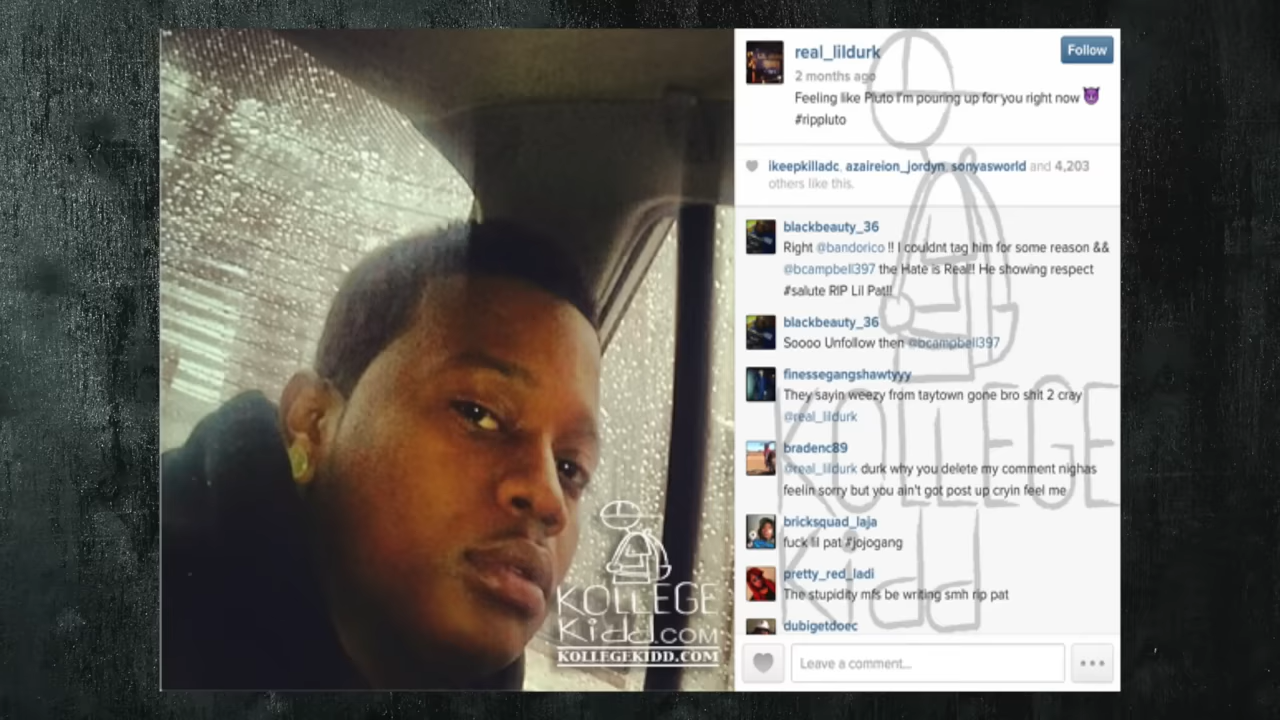 real_lildurk
Follow
2 months ago
Feeling like Pluto I'm pouring up for you right now 😈
#rippluto
ikeepkilladc, azaireion_jordyn, sonyasworld and 4,203
others like this.
blackbeauty_36
Right @bandorico !! I couldnt tag him for some reason &&
@bcampbell397 the Hate is Real!! He showing respect
#salute RIP Lil Pat!!
blackbeauty_36
Soooo Unfollow then @bcampbell397
finessegangshawtyyy
They sayin weezy from taytown gone bro shit 2 cray
@real_lildurk
bradenc89
@real_lildurk durk why you delete my comment nighas
feelin sorry but you ain't got post up cryin feel me
bricksquad_laja
fuck lil pat #jojogang
pretty_red_ladi
The stupidity mfs be writing smh rip pat
dubigetdoec
Leave a comment...
KOLLEGE
Kidd
KOLLEGE
Kidd.COM
KOLLEGEKIDD.COM